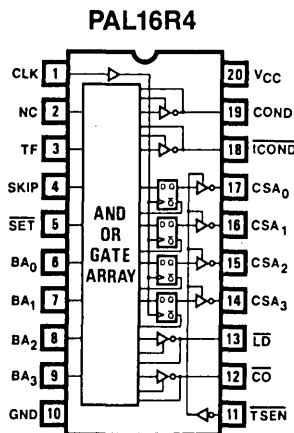 PAL16R4
CLK 1 20 VCC
NC 2 19 COND
TF 3 18 ICOND
SKIP 4 17 CSA0
SET 5 16 CSA1
BA0 6 15 CSA2
BA1 7 14 CSA3
BA2 8 13 LD
BA3 9 12 CO
GND 10 11 TSEN
AND
OR
GATE
ARRAY